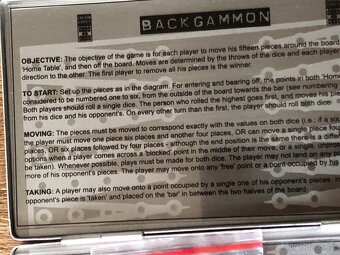 BACKGAMMON
OBJECTIVE: The objective of the game is for each player to move his fifteen pieces around the board
'Home Table', and then off the board. Moves are determined by the throws of the dice and each player
direction to the other. The first player to remove all his pieces is the winner.
TO START: Set up the pieces as in the diagram. For entering and bearing off, the points in both 'Home
considered to be numbered one to six, from the outside of the board towards the bar (see numbering
Both players should roll a single dice. The person who rolled the highest goes first, and moves his
dice and his opponent's. On every other turn than the first, the player should roll both dice
MOVING: The pieces must be moved to correspond exactly with the values on both dice (i.e. if a six
the player must move one piece six places and another four places, OR can move a single piece four
places, OR six places followed by four places - although the end position is the same there is a difference
options when a player comes across a 'blocked' point in the middle of their move, or a single, unprotected
is taken). Whenever possible, plays must be made for both dice. The player may not land on any
more of his opponent's pieces. The player may move onto any 'free' point or a point occupied by
TAKING: A player may also move onto a point occupied by a single one of his opponent's pieces.
piece is 'taken' and placed on the 'bar' in between the two halves of the board.